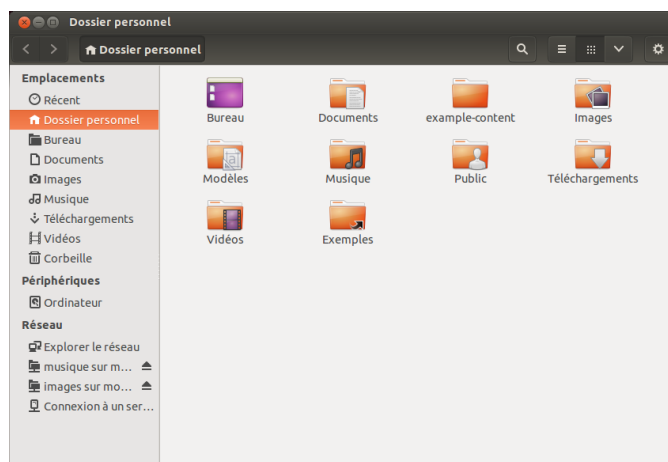 Dossier personnel
Dossier personnel
Emplacements
Récent
Dossier personnel
Bureau
Documents
Images
Musique
Téléchargements
Vidéos
Corbeille
Périphériques
Ordinateur
Réseau
Explorer le réseau
musique sur m...
images sur mo...
Connexion à un ser...
Bureau Documents example-content Images
Modèles Musique Public Téléchargements
Vidéos Exemples